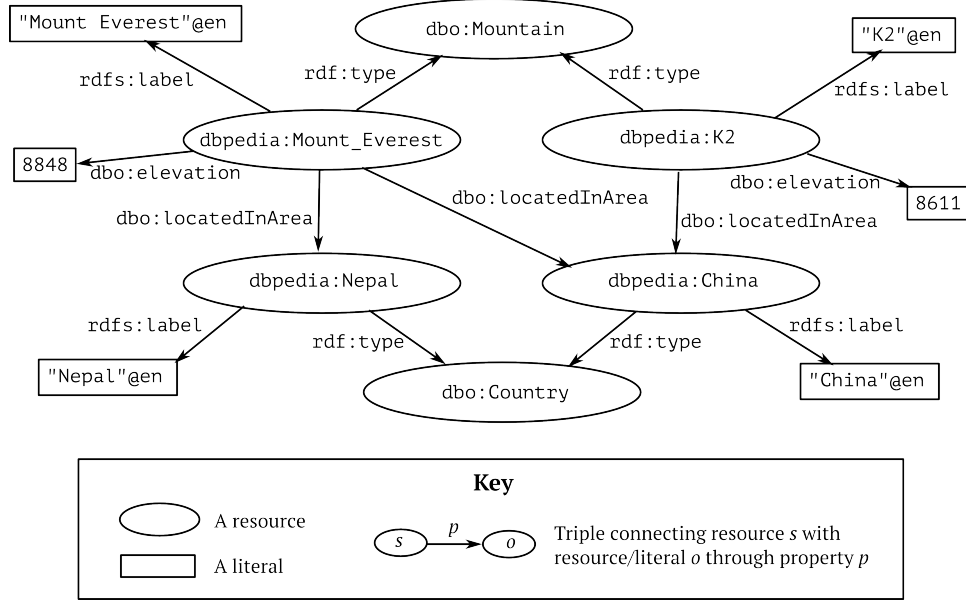 "Mount Everest"@en
dbo:Mountain
"K2"@en
rdfs:label
rdf:type
rdf:type
rdfs:label
dbpedia:Mount_Everest
dbpedia:K2
8848
dbo:elevation
dbo:elevation
8611
dbo:locatedInArea
dbo:locatedInArea
dbo:locatedInArea
dbpedia:Nepal
dbpedia:China
rdfs:label
rdf:type
rdf:type
rdfs:label
"Nepal"@en
dbo:Country
"China"@en
Key
A resource
s
p
o
Triple connecting resource s with
resource/literal o through property p
A literal